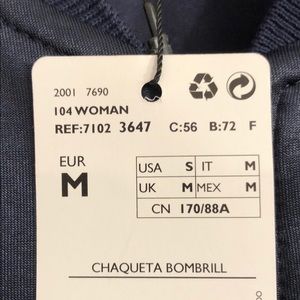 2001 7690
104 WOMAN
REF:7102 3647 C:56 B:72 F
EUR
M
USA S IT M
UK M MEX M
CN 170/88A
CHAQUETA BOMBRILL